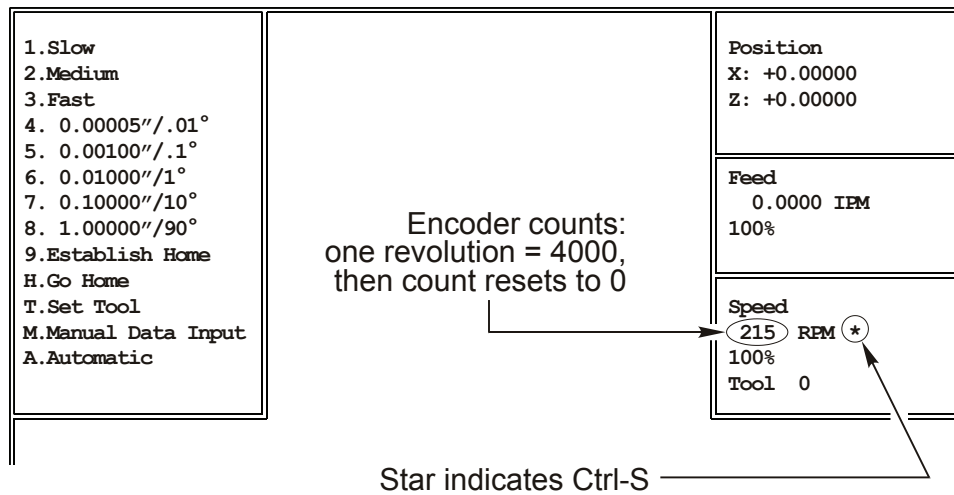 1.Slow
2.Medium
3.Fast
4. 0.00005″/.01°
5. 0.00100″/.1°
6. 0.01000″/1°
7. 0.10000″/10°
8. 1.00000″/90°
9.Establish Home
H.Go Home
T.Set Tool
M.Manual Data Input
A.Automatic
Encoder counts:
one revolution = 4000,
then count resets to 0
Position
X: +0.00000
Z: +0.00000
Feed
0.0000 IPM
100%
Speed
215 RPM *
100%
Tool 0
Star indicates Ctrl-S